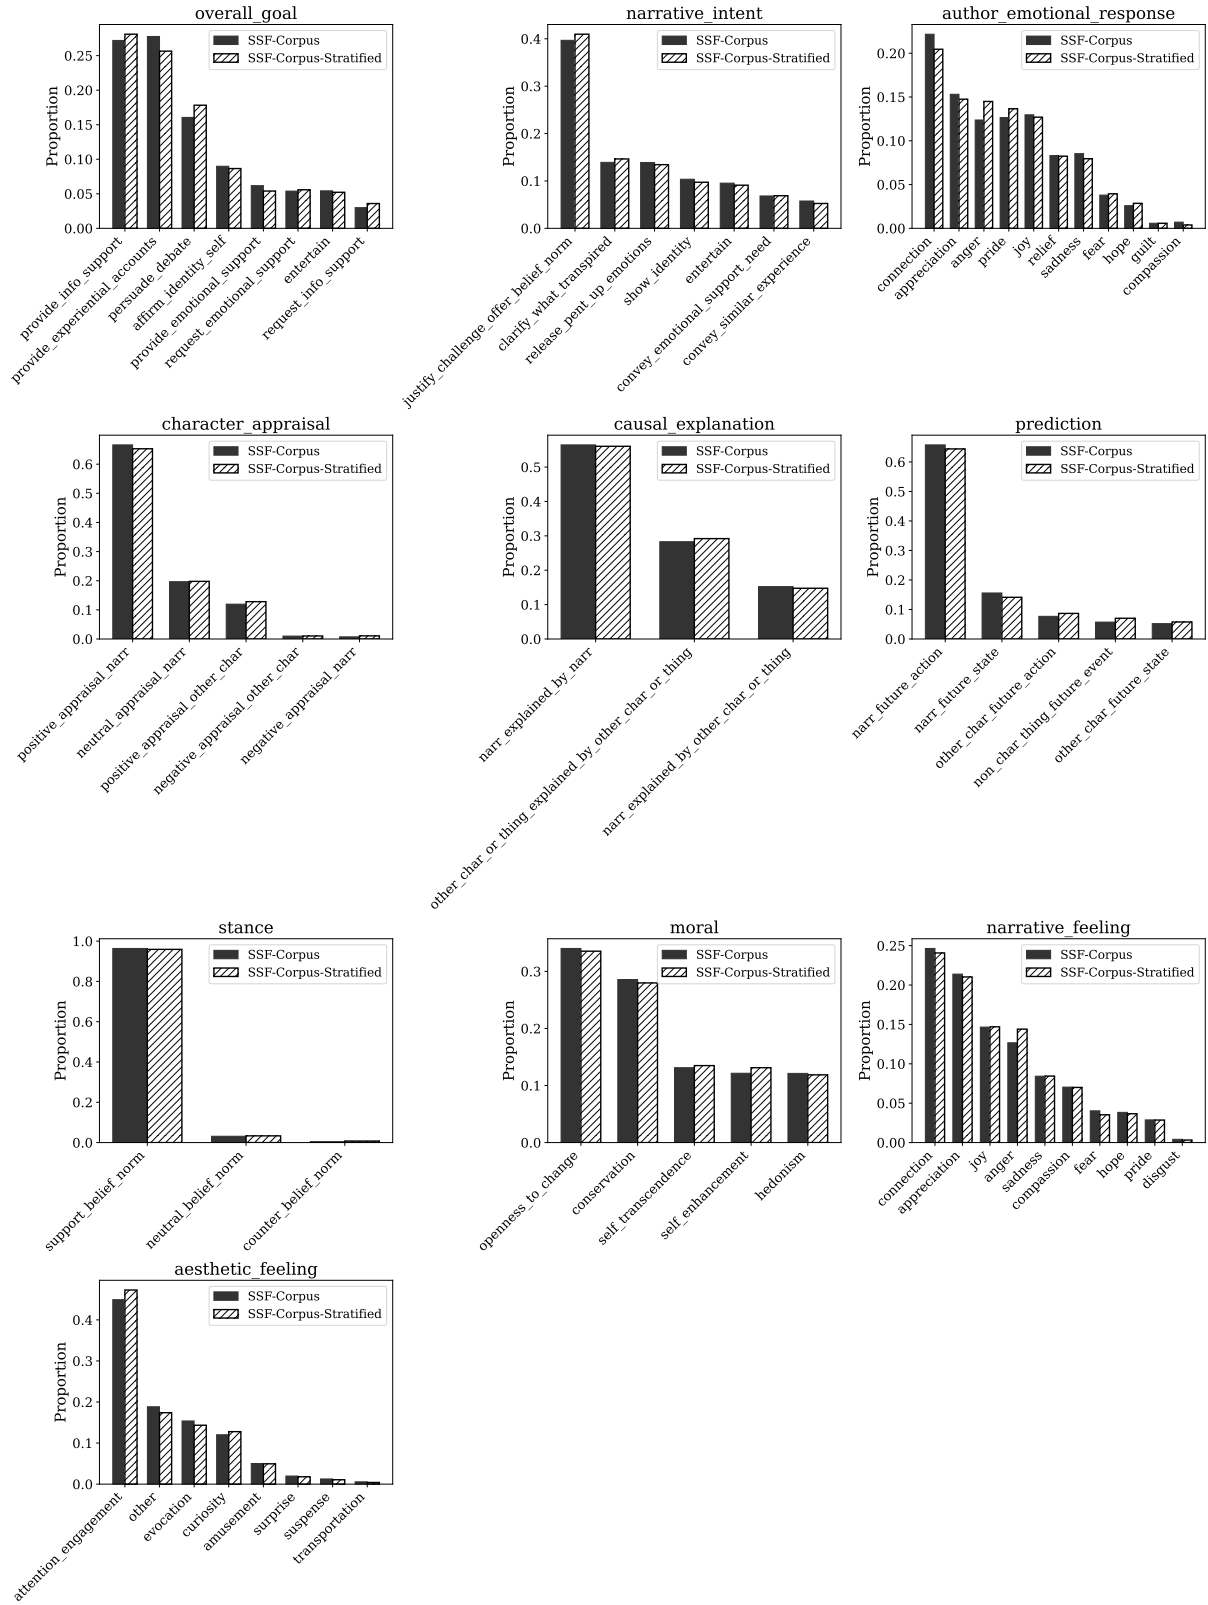 overall_goal
Proportion
0.25
0.20
0.15
0.10
0.05
0.00
SSF-Corpus
SSF-Corpus-Stratified
provide_info_support
provide_experiential_accounts
persuade_debate
affirm_identity_self
provide_emotional_support
request_emotional_support
entertain
request_info_support
narrative_intent
Proportion
0.4
0.3
0.2
0.1
0.0
SSF-Corpus
SSF-Corpus-Stratified
justify_challenge_offer_belief_norm
clarify_what_transpired
release_pent_up_emotions
show_identity
entertain
convey_emotional_support_need
convey_similar_experience
author_emotional_response
Proportion
0.20
0.15
0.10
0.05
0.00
SSF-Corpus
SSF-Corpus-Stratified
connection
appreciation
anger
pride
joy
relief
sadness
fear
hope
guilt
compassion
character_appraisal
Proportion
0.6
0.5
0.4
0.3
0.2
0.1
0.0
SSF-Corpus
SSF-Corpus-Stratified
positive_appraisal_narr
neutral_appraisal_narr
positive_appraisal_other_char
negative_appraisal_other_char
negative_appraisal_narr
causal_explanation
Proportion
0.5
0.4
0.3
0.2
0.1
0.0
SSF-Corpus
SSF-Corpus-Stratified
narr_explained_by_narr
other_char_or_thing_explained_by_other_char_or_thing
narr_explained_by_other_char_or_thing
prediction
Proportion
0.6
0.5
0.4
0.3
0.2
0.1
0.0
SSF-Corpus
SSF-Corpus-Stratified
narr_future_action
narr_future_state
other_char_future_action
non_char_thing_future_event
other_char_future_state
stance
Proportion
1.0
0.8
0.6
0.4
0.2
0.0
SSF-Corpus
SSF-Corpus-Stratified
support_belief_norm
neutral_belief_norm
counter_belief_norm
moral
Proportion
0.3
0.2
0.1
0.0
SSF-Corpus
SSF-Corpus-Stratified
openness_to_change
conservation
self_transcendence
self_enhancement
hedonism
narrative_feeling
Proportion
0.25
0.20
0.15
0.10
0.05
0.00
SSF-Corpus
SSF-Corpus-Stratified
connection
appreciation
joy
anger
sadness
compassion
fear
hope
pride
disgust
aesthetic_feeling
Proportion
0.4
0.3
0.2
0.1
0.0
SSF-Corpus
SSF-Corpus-Stratified
attention_engagement
other
evocation
curiosity
amusement
surprise
suspense
transportation